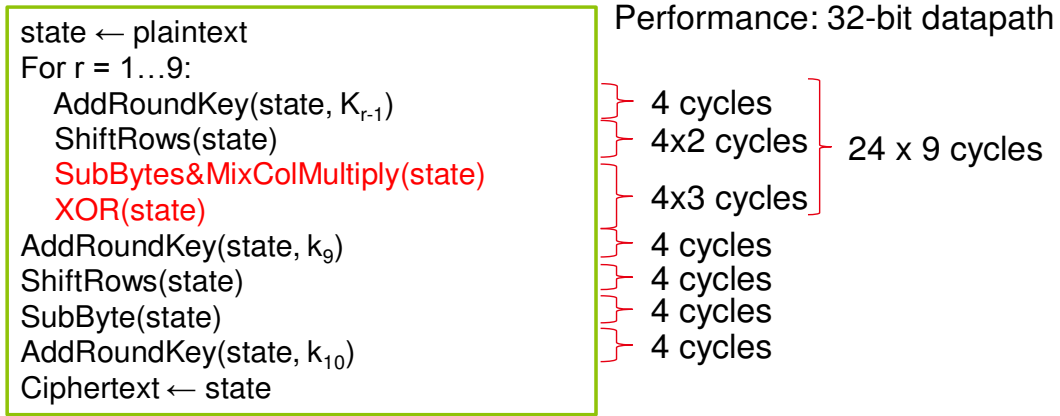 Performance: 32-bit datapath
state ← plaintext
For r = 1…9:
AddRoundKey(state, Kr-1)
4 cycles
ShiftRows(state)
4x2 cycles
24 x 9 cycles
SubBytes&MixColMultiply(state)
XOR(state)
4x3 cycles
AddRoundKey(state, k9)
4 cycles
ShiftRows(state)
4 cycles
SubByte(state)
4 cycles
AddRoundKey(state, k10)
4 cycles
Ciphertext ← state